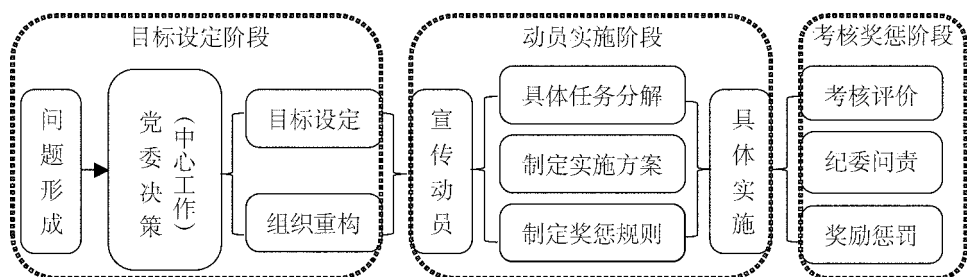 目标设定阶段
问题形成
党委决策
（中心工作）
目标设定
组织重构
动员实施阶段
宣传动员
具体任务分解
制定实施方案
制定奖惩规则
具体实施
考核奖惩阶段
考核评价
纪委问责
奖励惩罚